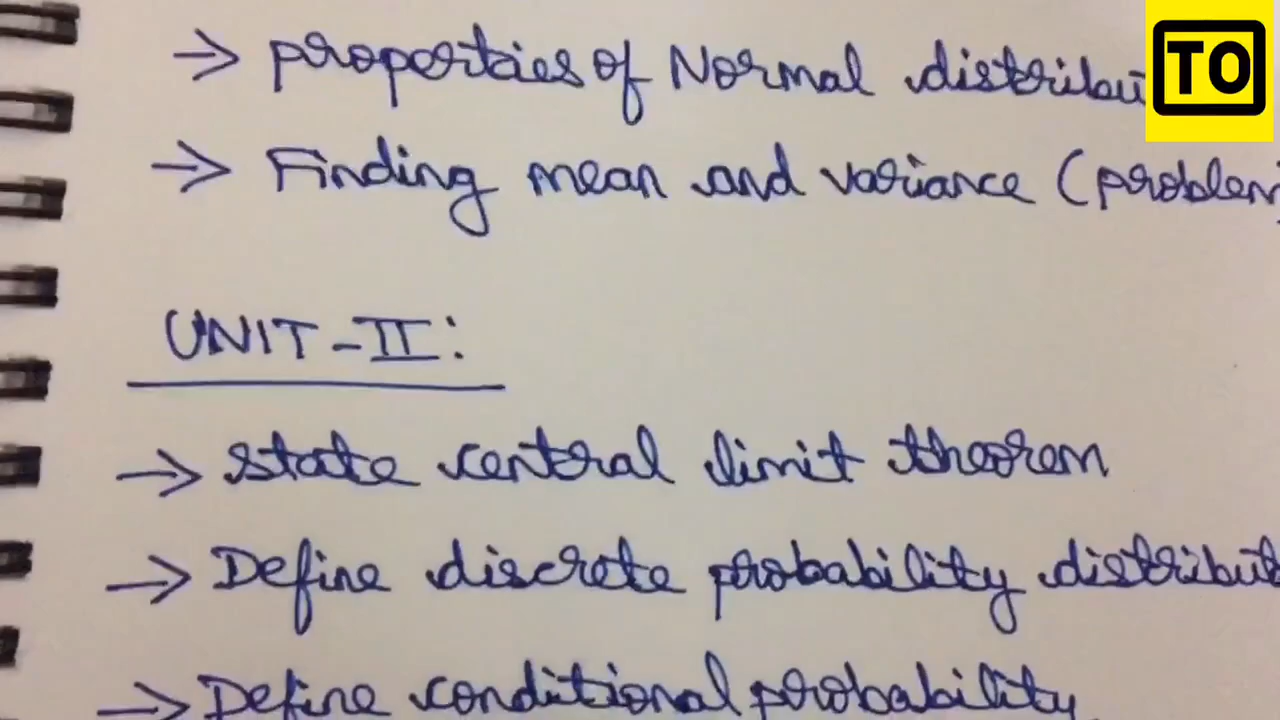 → properties of Normal distribu
TO
→ Finding mean and variance (problem
UNIT-II:
→ state central limit theorem
→ Define discrete probability distribut
→ Define conditional probability